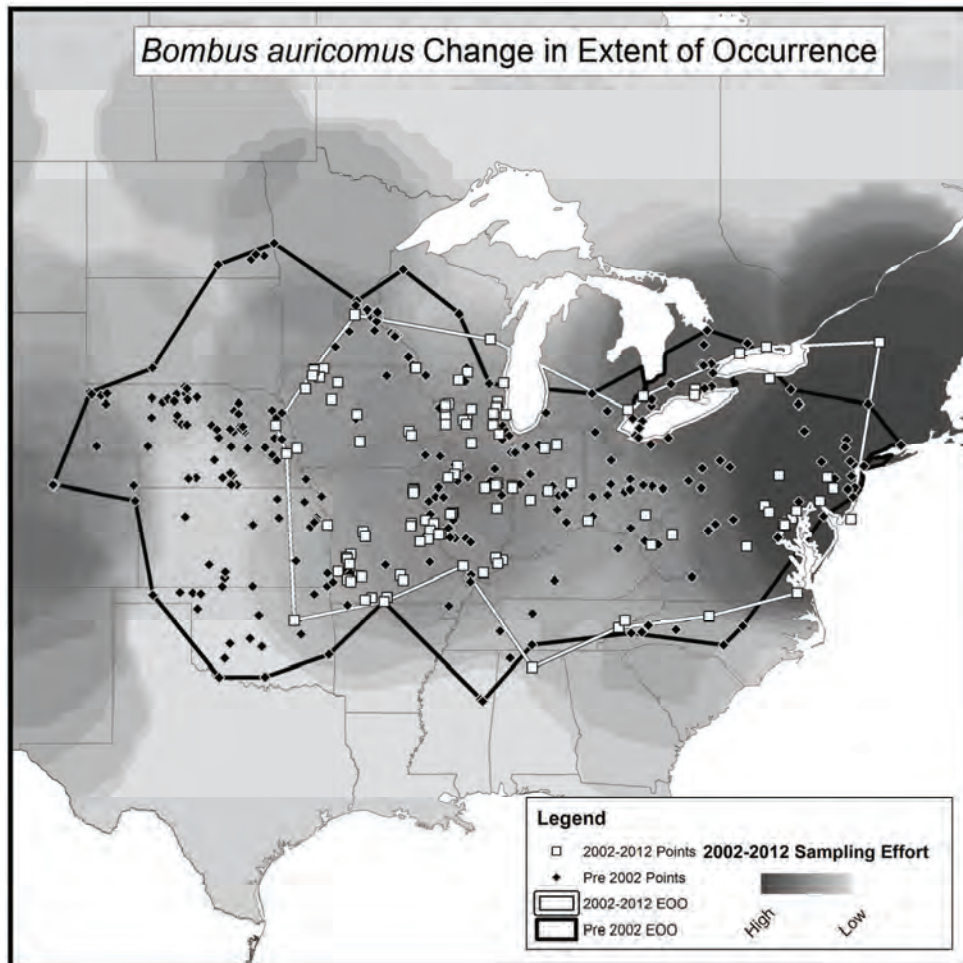 Bombus auricomus Change in Extent of Occurrence
Legend
2002-2012 Points
Pre 2002 Points
2002-2012 EOO
Pre 2002 EOO
2002-2012 Sampling Effort
High
Low